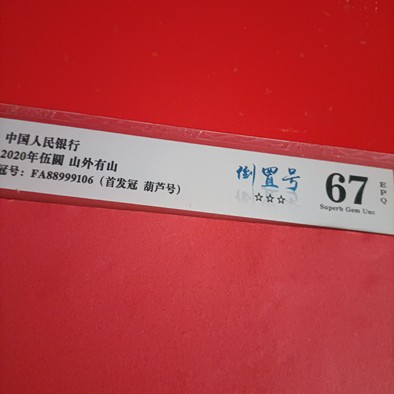 中国人民银行
2020年伍圆 山外有山
冠号: FA88999106 (首发冠 葫芦号)
倒置号
☆☆☆
67
EPQ
Superb Gem Unc